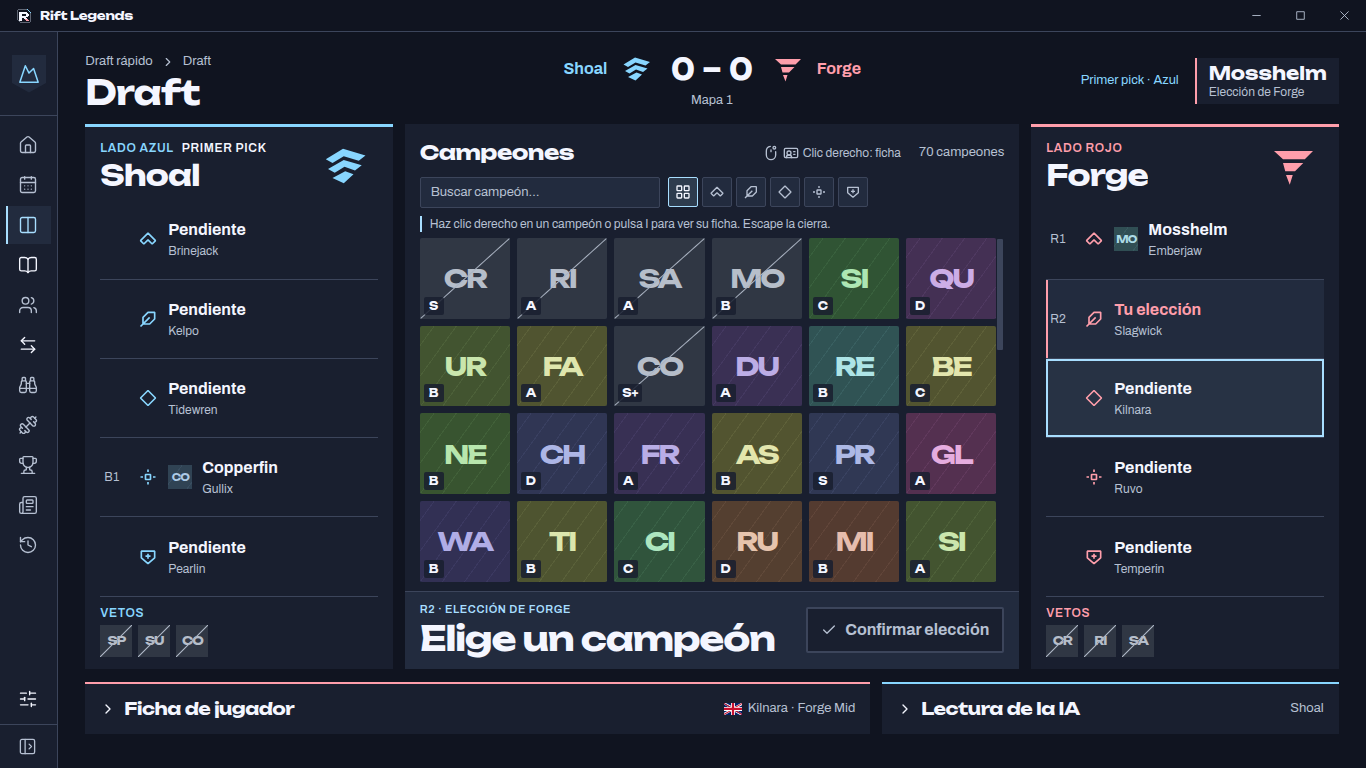 Rift Legends
Draft rápido > Draft
Draft
Shoal 0 – 0 Forge
Mapa 1
Primer pick · Azul
Mosshelm
Elección de Forge
LADO AZUL PRIMER PICK
Shoal
Pendiente
Brinejack
Pendiente
Kelpo
Pendiente
Tidewren
B1 CO Copperfin
Gullix
Pendiente
Pearlin
VETOS
SP SU CO
Campeones
Clic derecho: ficha
70 campeones
Buscar campeón...
Haz clic derecho en un campeón o pulsa I para ver su ficha. Escape la cierra.
CR RI SA MO SI QU
S A A B C D
UR FA CO DU RE BE
B A S+ A B C
NE CH FR AS PR GL
B D A B S A
WA TI CI RU MI SI
B B C D B A
R2 · ELECCIÓN DE FORGE
Elige un campeón
Confirmar elección
LADO ROJO
Forge
R1 MO Mosshelm
Emberjaw
R2 Tu elección
Slagwick
Pendiente
Kilnara
Pendiente
Ruvo
Pendiente
Temperin
VETOS
CR RI SA
Ficha de jugador
Kilnara · Forge Mid
Lectura de la IA
Shoal